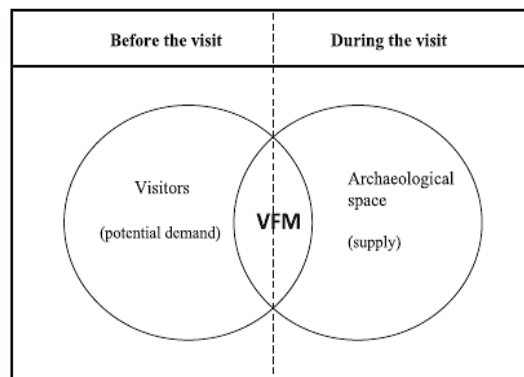 Before the visit
During the visit
Visitors
(potential demand)
VFM
Archaeological
space
(supply)